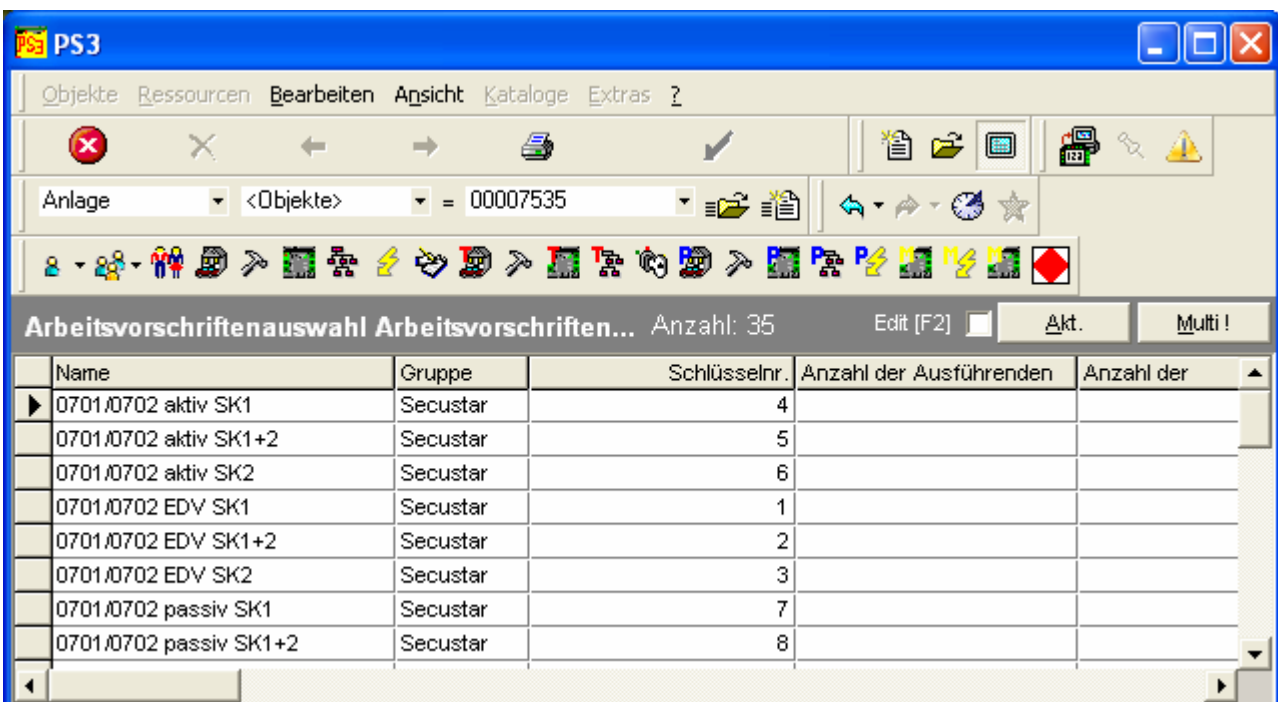 PS3
Objekte Ressourcen Bearbeiten Ansicht Kataloge Extras ?
Anlage <Objekte> = 00007535
Arbeitsvorschriftenauswahl Arbeitsvorschriften... Anzahl: 35 Edit [F2] Akt. Multi !
Name Gruppe Schlüsselnr. Anzahl der Ausführenden Anzahl der
0701/0702 aktiv SK1 Secustar 4
0701/0702 aktiv SK1+2 Secustar 5
0701/0702 aktiv SK2 Secustar 6
0701/0702 EDV SK1 Secustar 1
0701/0702 EDV SK1+2 Secustar 2
0701/0702 EDV SK2 Secustar 3
0701/0702 passiv SK1 Secustar 7
0701/0702 passiv SK1+2 Secustar 8